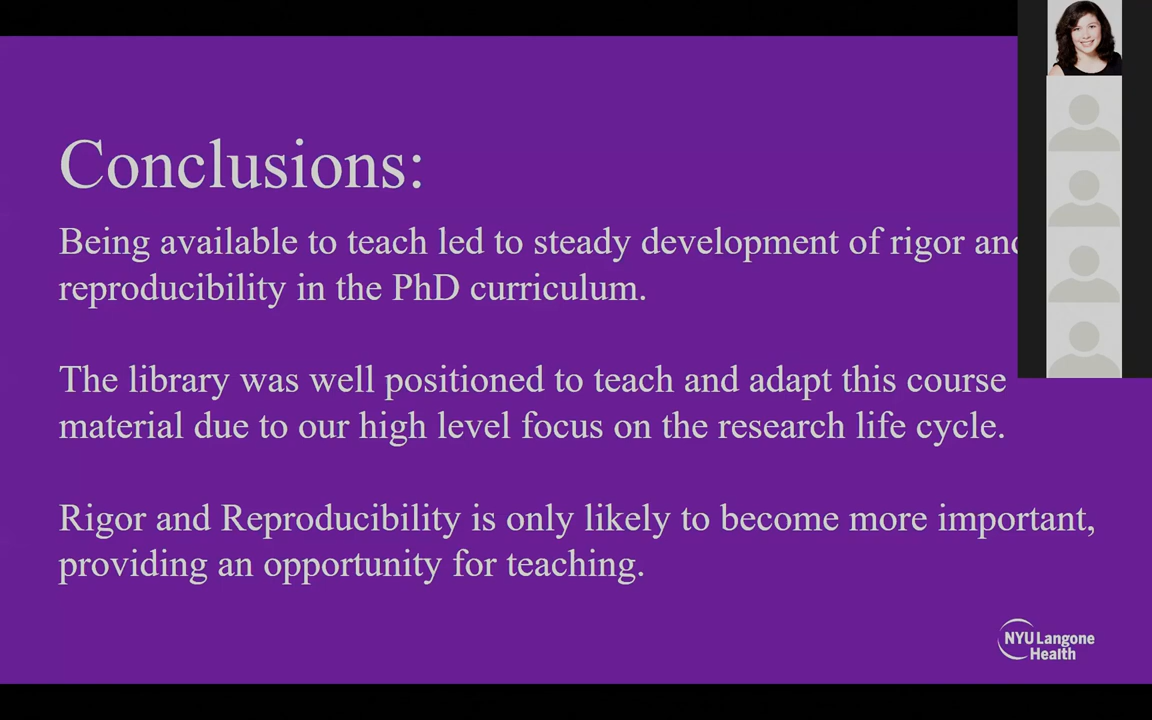 Conclusions:
Being available to teach led to steady development of rigor and
reproducibility in the PhD curriculum.
The library was well positioned to teach and adapt this course
material due to our high level focus on the research life cycle.
Rigor and Reproducibility is only likely to become more important,
providing an opportunity for teaching.
NYU Langone
Health